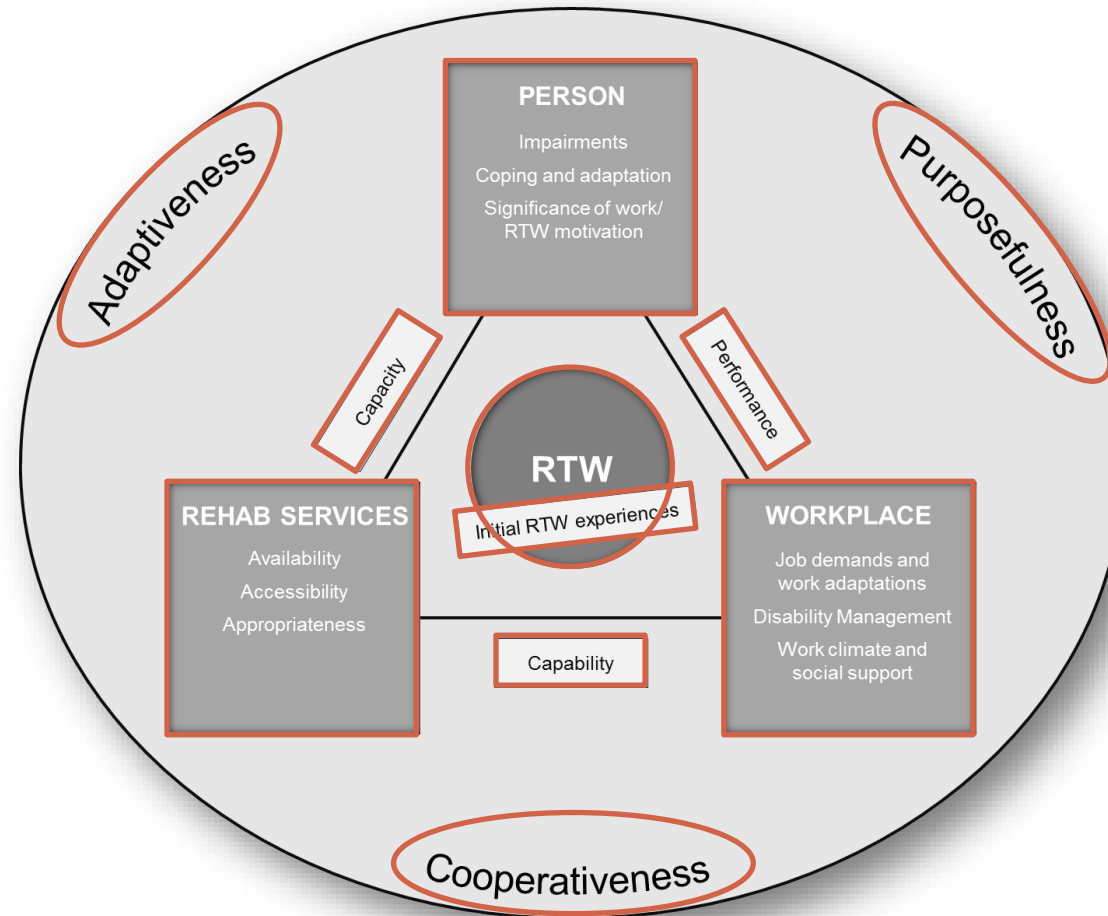 PERSON
Impairments
Coping and adaptation
Significance of work/
RTW motivation
Adaptiveness
Purposefulness
Capacity
Performance
RTW
Initial RTW experiences
REHAB SERVICES
Availability
Accessibility
Appropriateness
WORKPLACE
Job demands and
work adaptations
Disability Management
Work climate and
social support
Capability
Cooperativeness